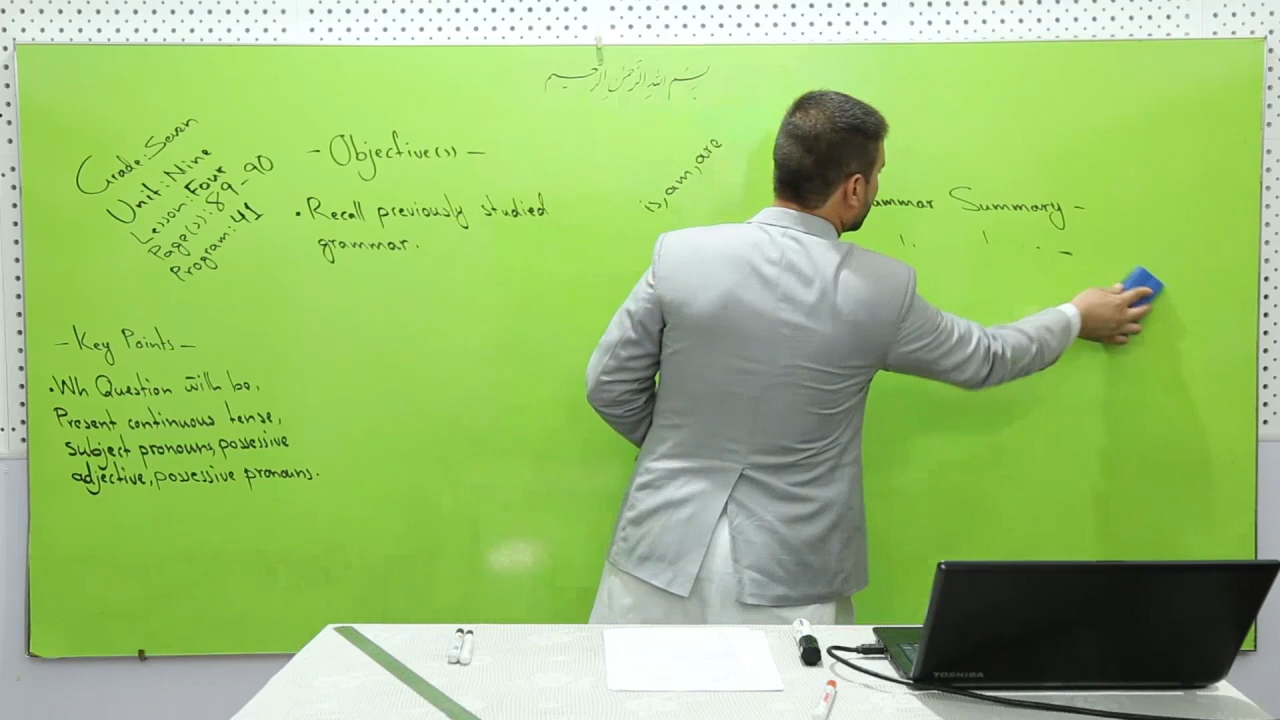 بسم الله الرحمن الرحيم
Grade: Seven
Unit: Nine
Lesson: Four
Page(s): 89-90
Program: 41
- Objective(s) -
• Recall previously studied
grammar.
is, am, are
ammar Summary -
- Key Points -
• Wh Question with be,
Present continuous tense,
subject pronouns, possessive
adjective, possessive pronouns.
TOSHIBA